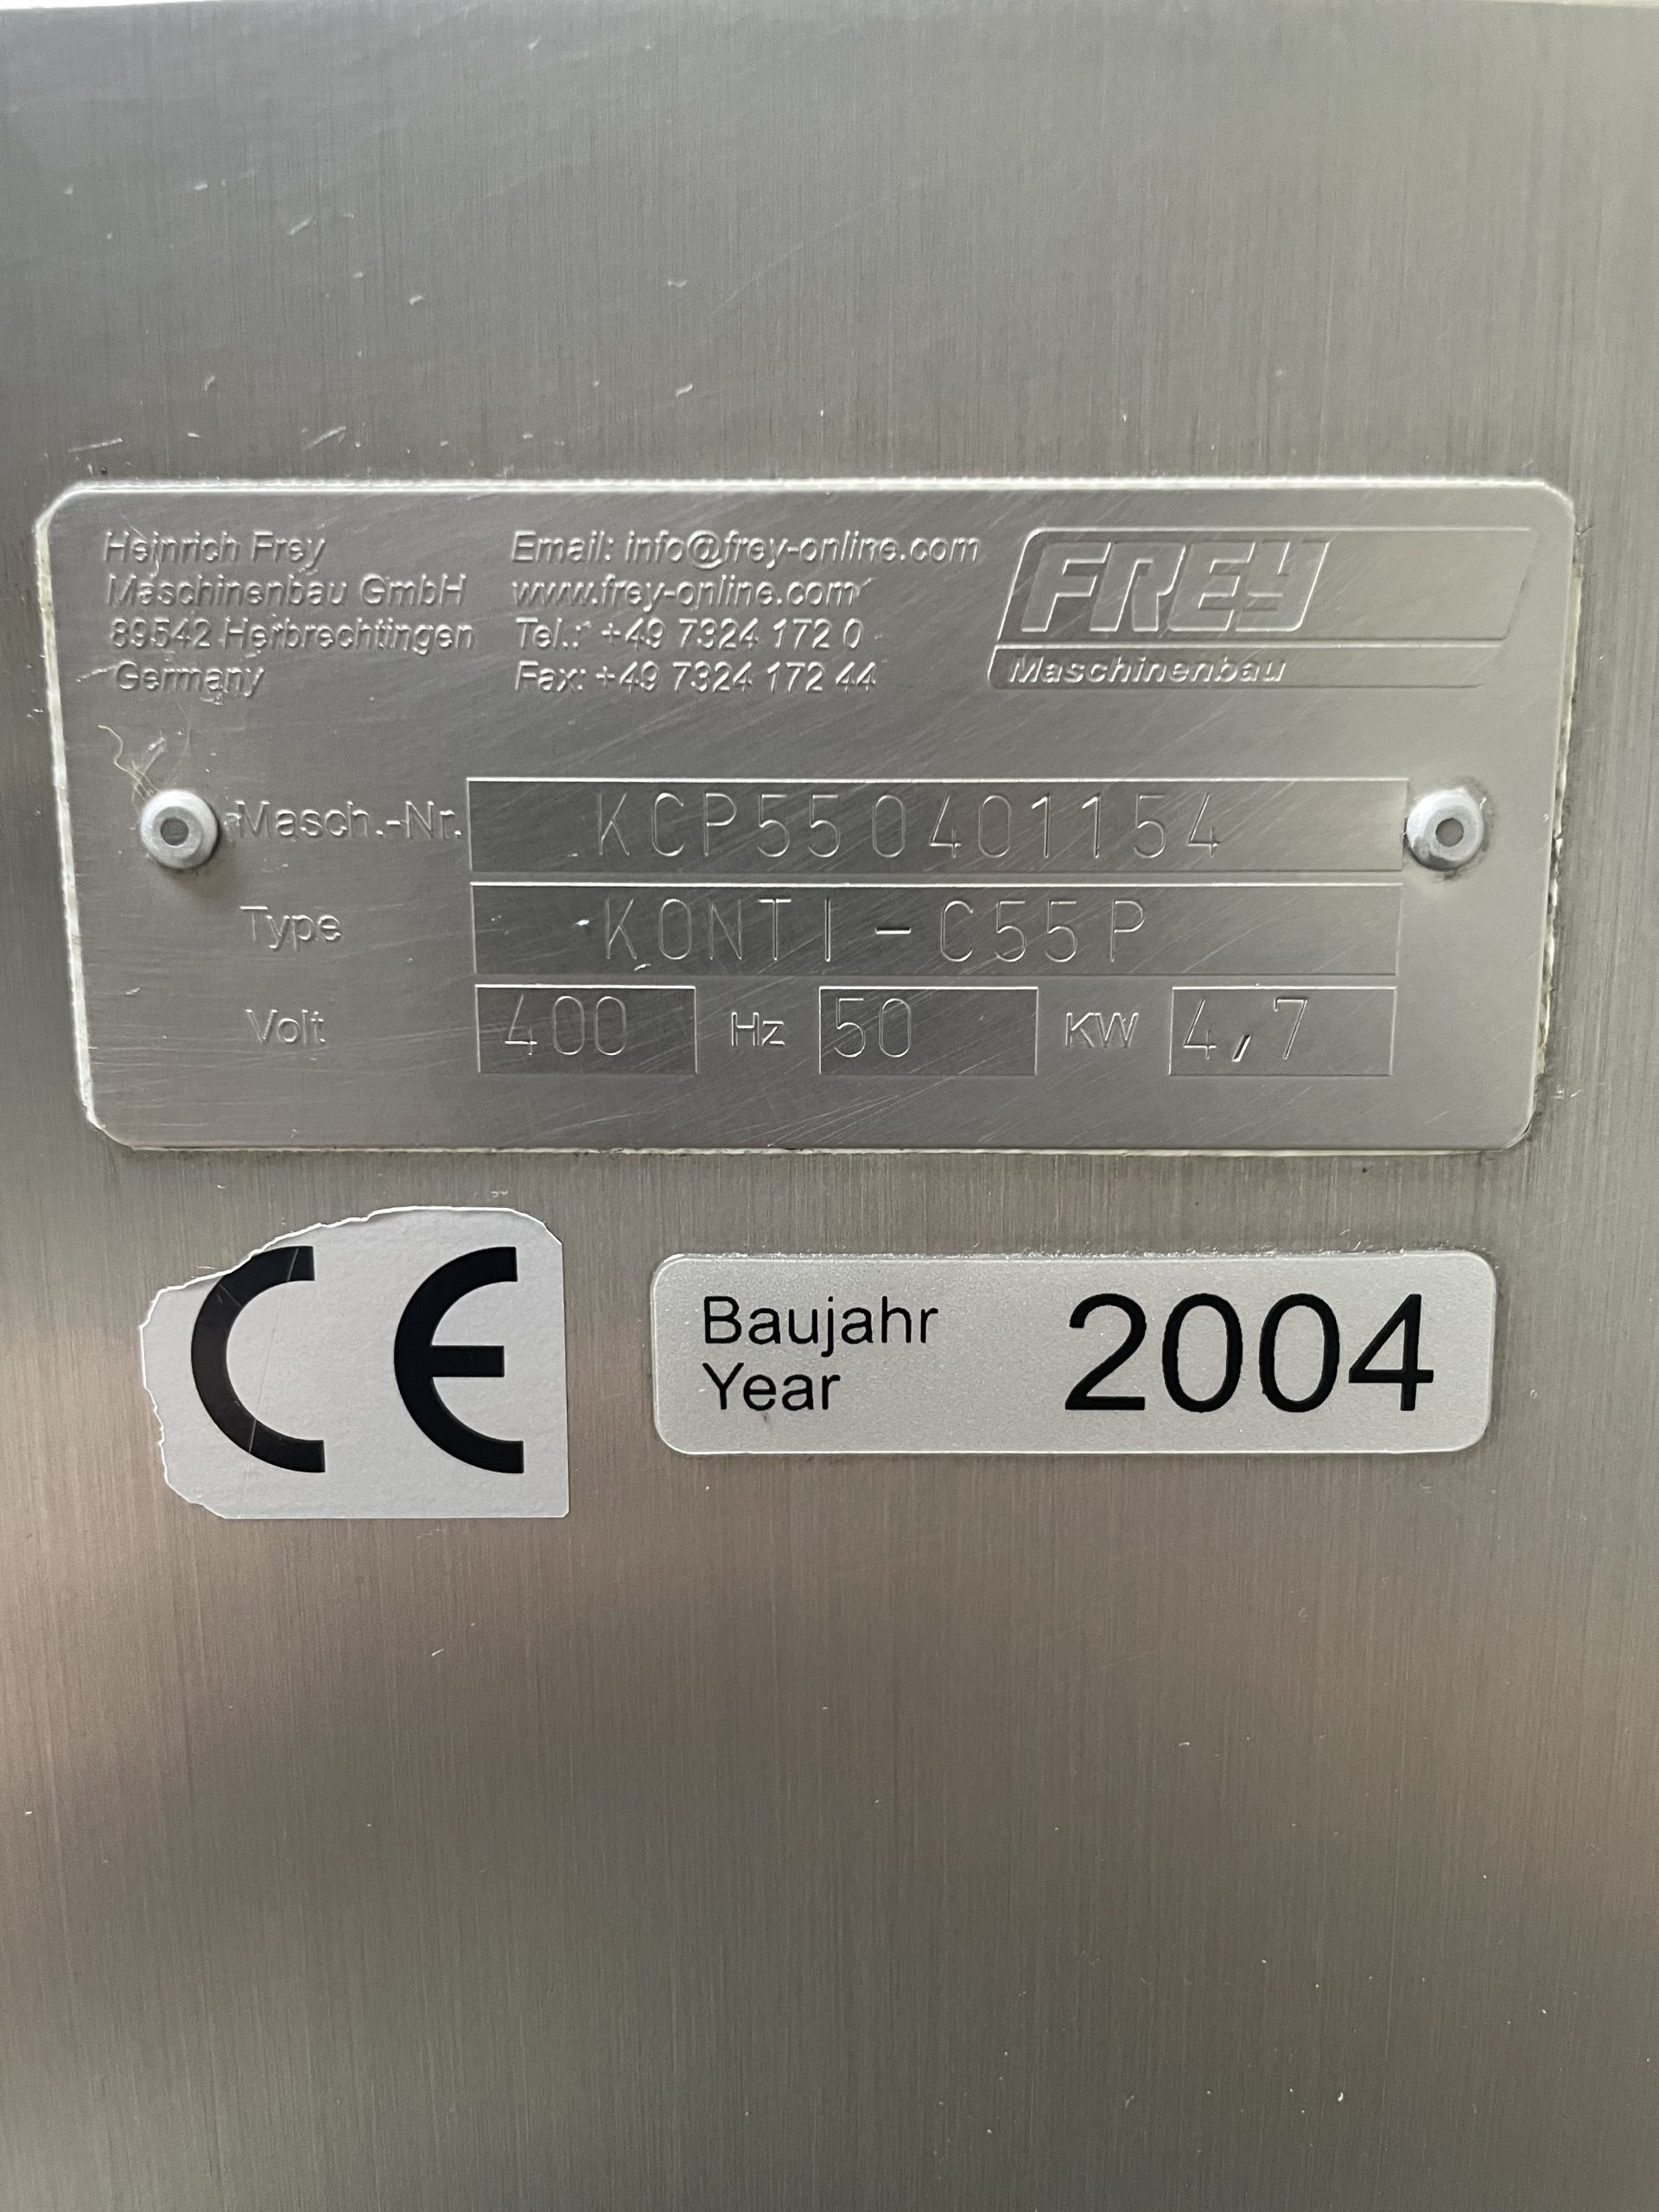 Heinrich Frey
Maschinenbau GmbH
89542 Herbrechtingen
Germany
Email: info@frey-online.com
www.frey-online.com
Tel.: +49 7324 172 0
Fax: +49 7324 172 44
FREY
Maschinenbau
Masch.-Nr. KCP550401154
Type KONTI-C55P
Volt 400 Hz 50 KW 4,7
CE
Baujahr 2004
Year